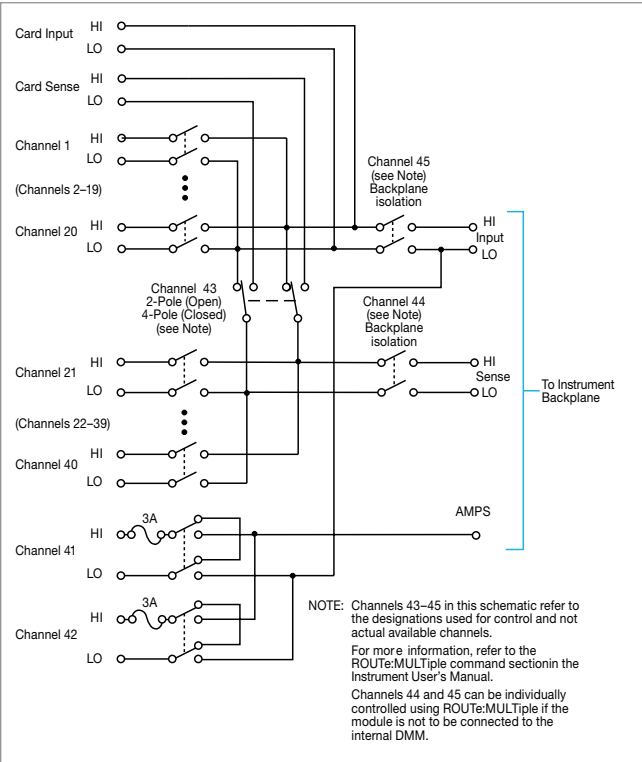 Card Input HI
LO
Card Sense HI
LO
Channel 1 HI
LO
(Channels 2–19)
Channel 20 HI
LO
Channel 45
(see Note)
Backplane
isolation
HI
Input
LO
Channel 43
2-Pole (Open)
4-Pole (Closed)
(see Note)
Channel 44
(see Note)
Backplane
isolation
Channel 21 HI
LO
HI
Sense
LO
To Instrument
Backplane
(Channels 22–39)
Channel 40 HI
LO
AMPS
Channel 41 HI
3A
LO
Channel 42 HI
3A
LO
NOTE: Channels 43–45 in this schematic refer to
the designations used for control and not
actual available channels.
For more information, refer to the
ROUTe:MULTiple command sectionin the
Instrument User's Manual.
Channels 44 and 45 can be individually
controlled using ROUTe:MULTiple if the
module is not to be connected to the
internal DMM.